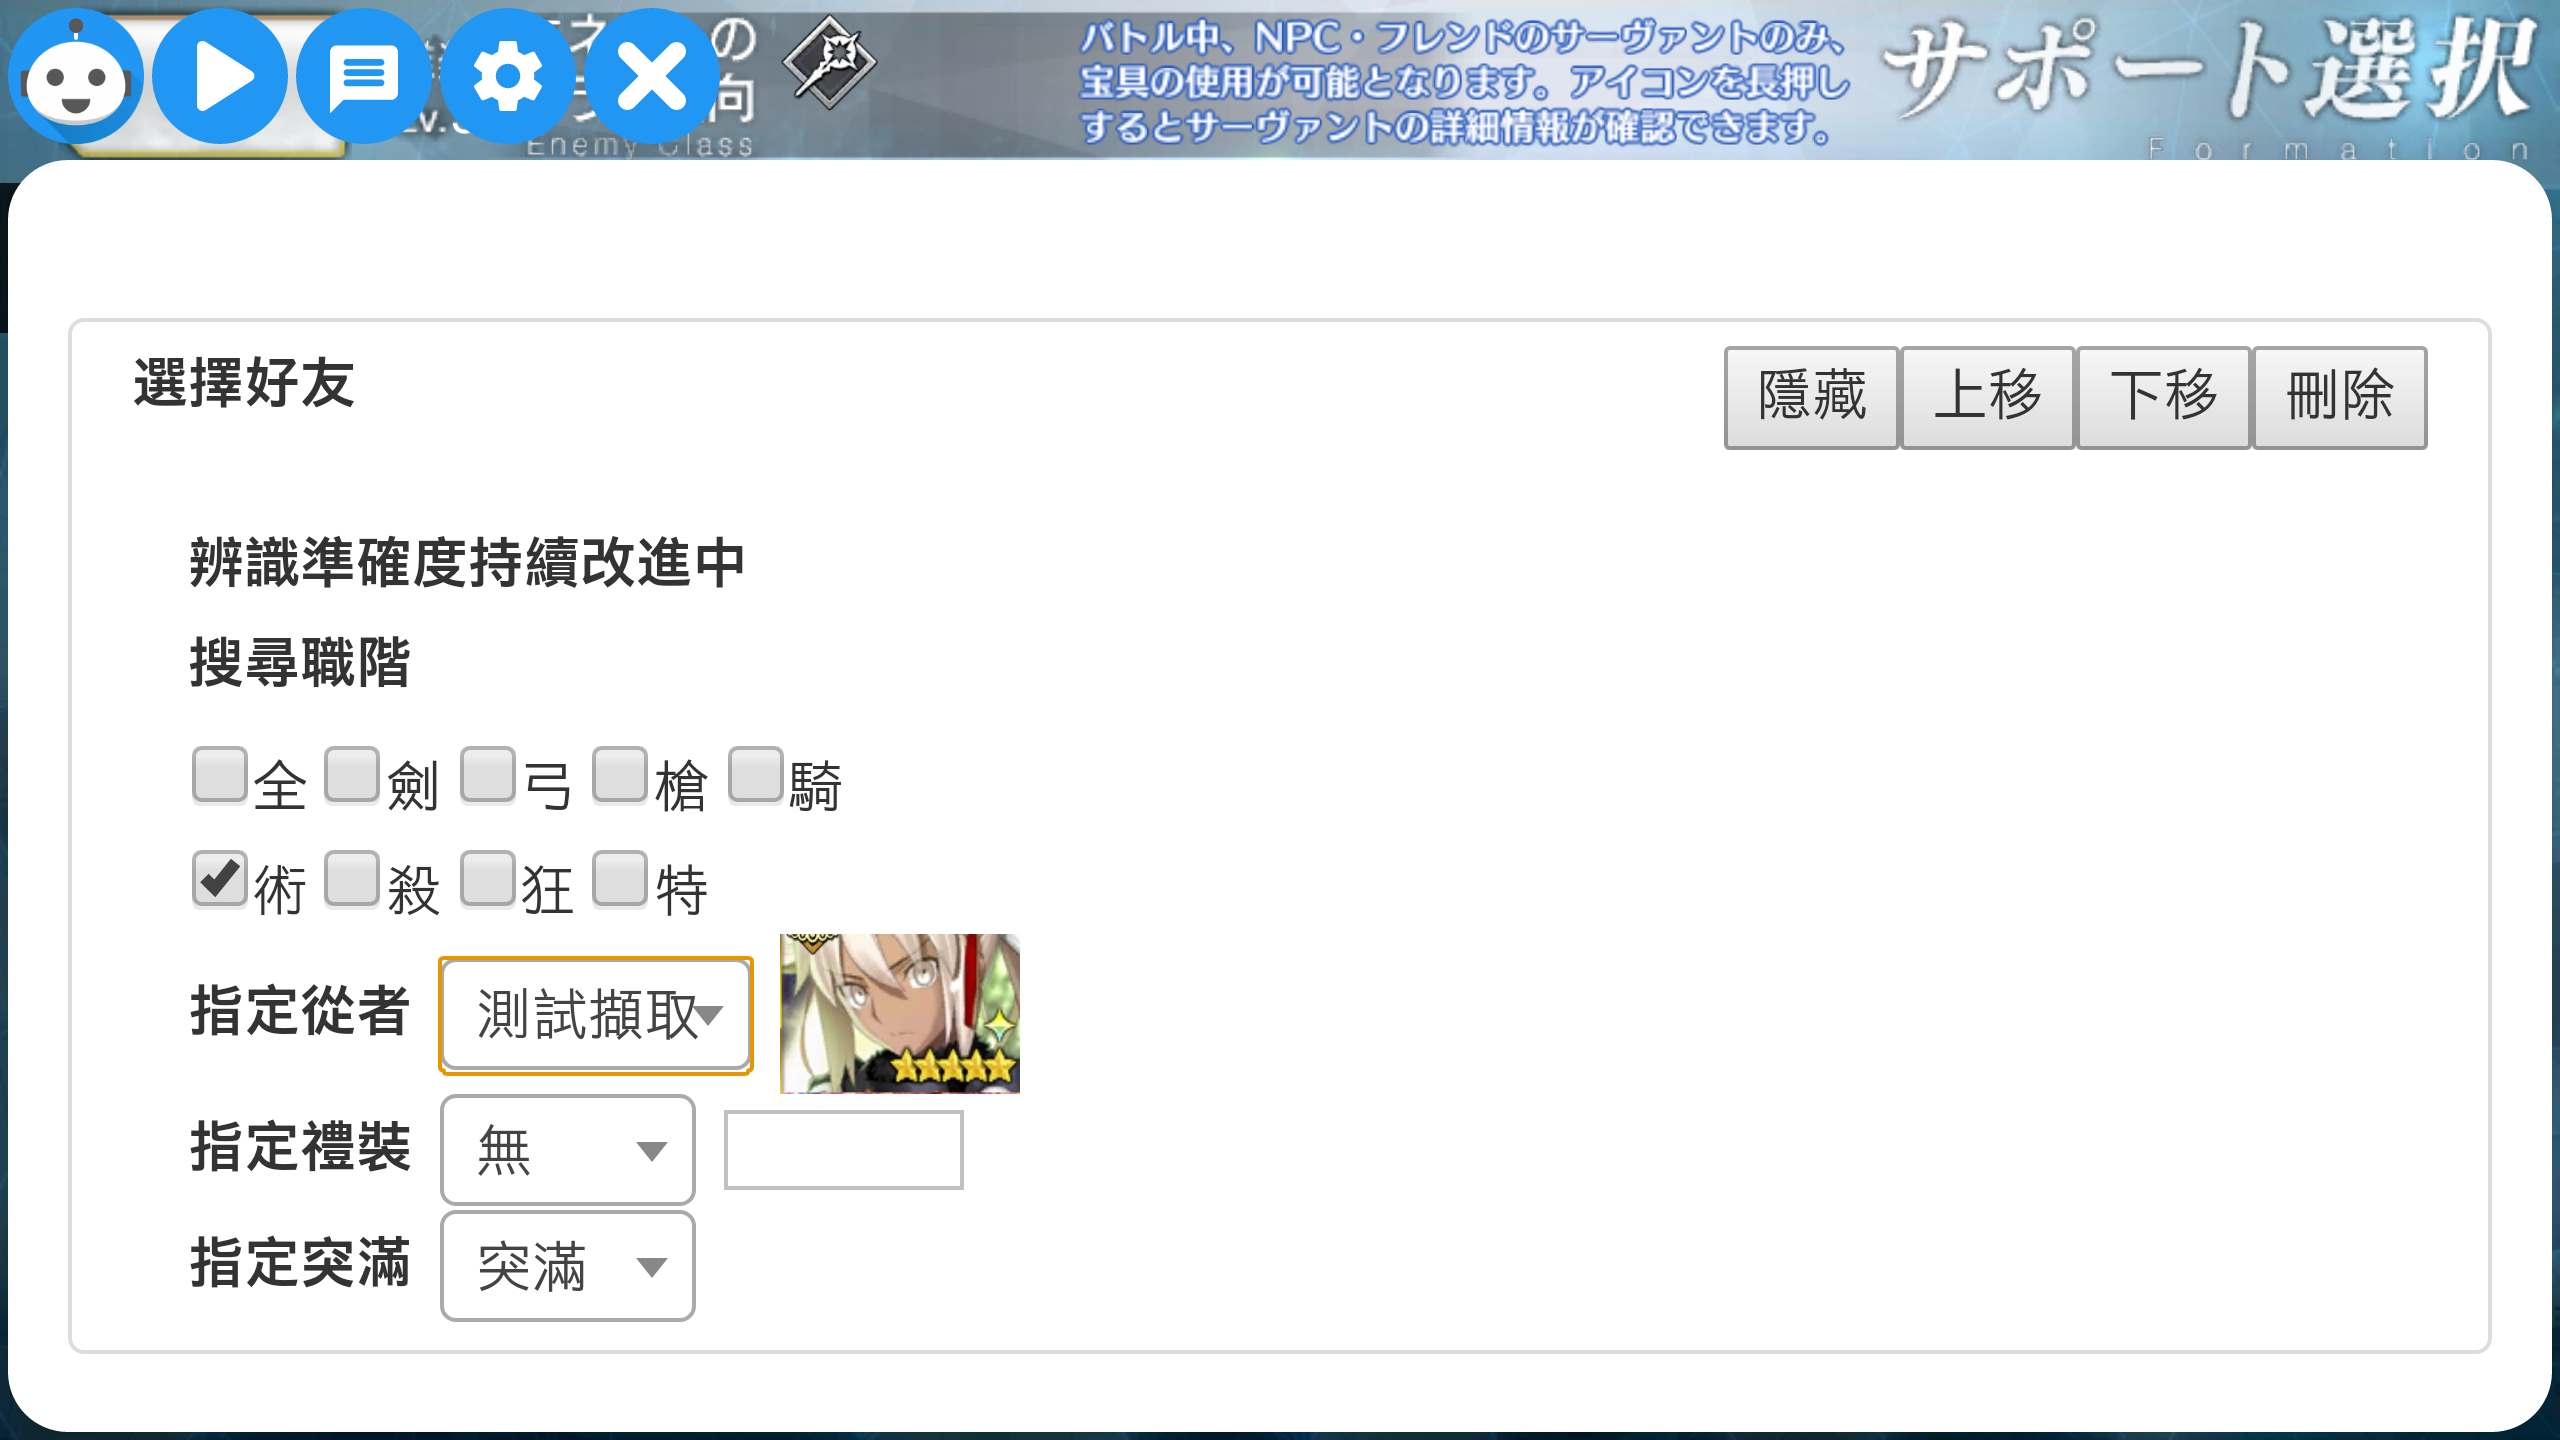 バトル中、NPC・フレンドのサーヴァントのみ、
宝具の使用が可能となります。アイコンを長押し
するとサーヴァントの詳細情報が確認できます。
サポート選択
Formation
の
向
Lv.
Enemy Class
選擇好友
隱藏
上移
下移
刪除
辨識準確度持續改進中
搜尋職階
全 劍 弓 槍 騎
術 殺 狂 特
指定從者 測試擷取
指定禮裝 無
指定突滿 突滿